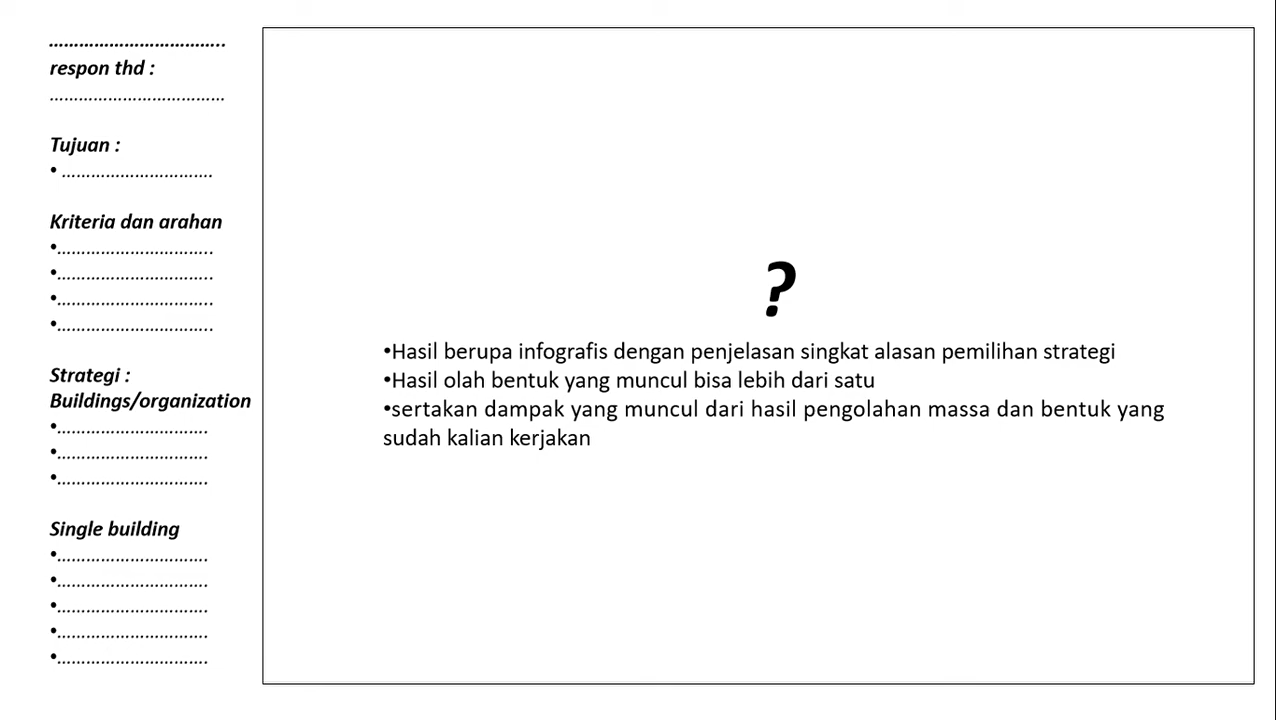 ………………………………..
respon thd :
………………………………
Tujuan :
• ………………………….
Kriteria dan arahan
•…………………………..
•…………………………..
•…………………………..
•…………………………..
Strategi :
Buildings/organization
•………………………….
•………………………….
•………………………….
Single building
•………………………….
•………………………….
•………………………….
•………………………….
•………………………….
?
•Hasil berupa infografis dengan penjelasan singkat alasan pemilihan strategi
•Hasil olah bentuk yang muncul bisa lebih dari satu
•sertakan dampak yang muncul dari hasil pengolahan massa dan bentuk yang
sudah kalian kerjakan